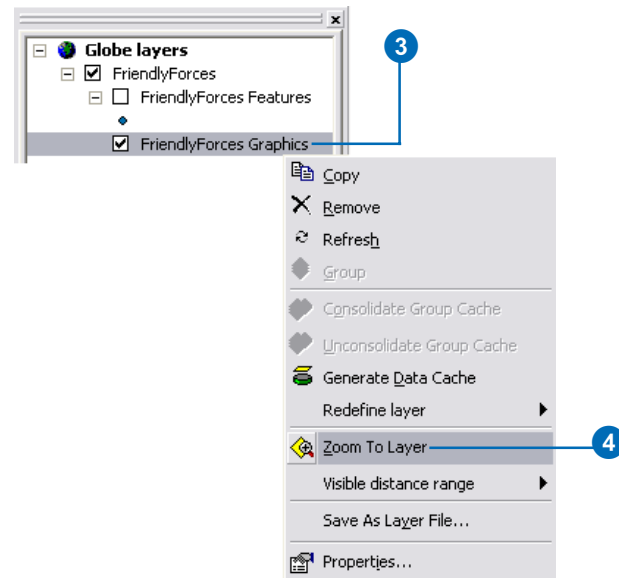 Globe layers
3
FriendlyForces
FriendlyForces Features
FriendlyForces Graphics
Copy
Remove
Refresh
Group
Consolidate Group Cache
Unconsolidate Group Cache
Generate Data Cache
Redefine layer
Zoom To Layer
4
Visible distance range
Save As Layer File...
Properties...